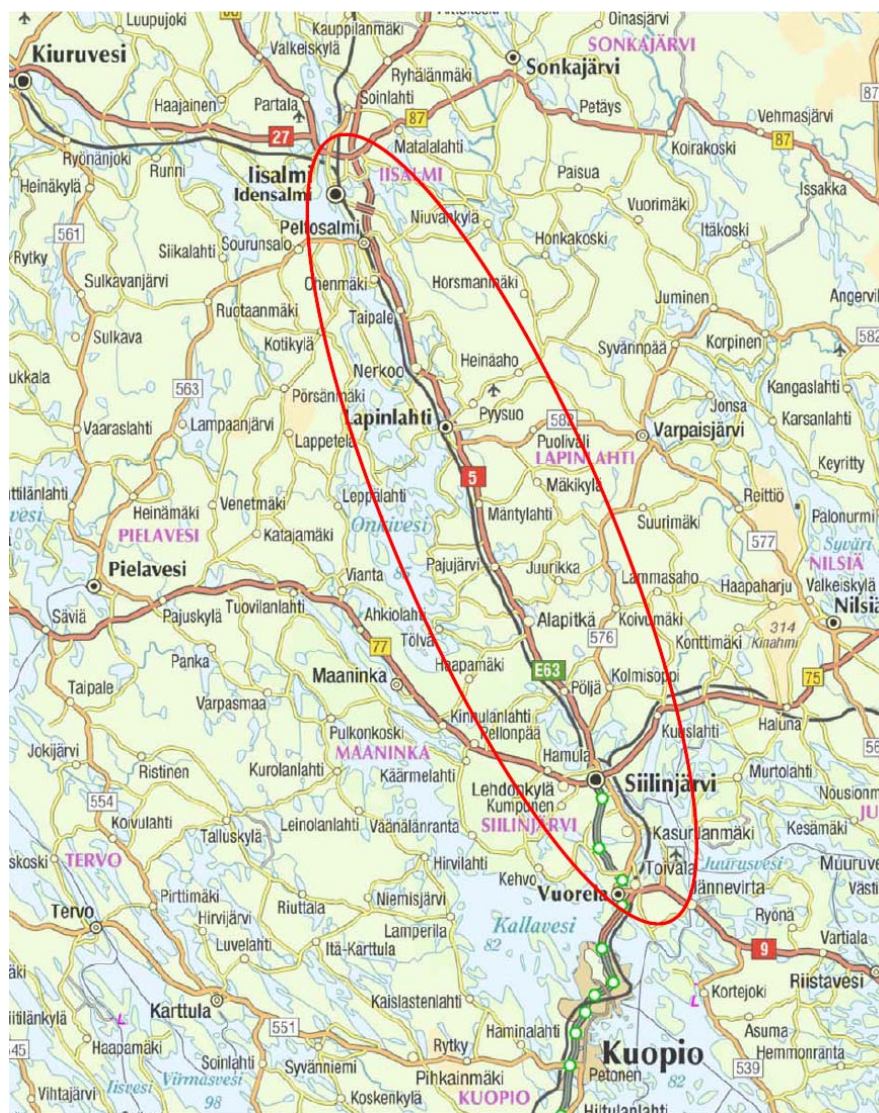 Luupujoki
Kauppilanmäki
Oinasjärvi
SONKAJÄRVI
Kiuruvesi
Valkeiskylä
Ryhälänmäki
Sonkajärvi
Haajainen
Partala
Soinlahti
Petäys
87
27
87
Vehmasjärvi
87
Matalalahti
Koirakoski
Ryönänjoki
Runni
Iisalmi
IISALMI
Paisua
Issakka
Heinäkylä
Idensalmi
Niuvankylä
Vuorimäki
561
Peltosalmi
Itäkoski
Rytky
Siikalahti
Sourunsalo
Honkakoski
Ohenmäki
Horsmanmäki
Sulkavanjärvi
Juminen
Ruotaanmäki
Taipale
Sulkava
Kotikylä
Syvänpää
Korpinen
582
Nerkoo
Heinäaho
563
Pörsänmäki
Kangaslahti
Jonsa
Vaaraslahti
Lampaanjärvi
Lapinlahti
Pyysuo
582
Karsanlahti
Lappetelä
Puoliväli
Varpaisjärvi
LAPINLAHTI
Keyritty
5
Mäkikylä
Reittiö
Leppälahti
Heinämäki
Venetmäki
Mäntylahti
Suurimäki
Palonurmi
Onkivesi
PIELAVESI
Katajamäki
577
Syväri
NILSIÄ
85
Pajujärvi
Juurikka
Lammasaho
Haapaharju
Valkeiskylä
Pielavesi
Vianta
Tuovilanlahti
Säviä
Pajuskylä
Ahkiolahti
Alapitkä
Koivumäki
Nilsiä
Tölvä
576
314
77
Konttimäki
Kinahmi
Panka
Haapamäki
E63
Maaninka
Taipale
Varpasmaa
Pöljä
Kolmisoppi
75
Kinnulanlahti
Pulkonkoski
Pellonpää
Kuuslahti
Haluna
Jokijärvi
MAANINKA
Hamula
Ristinen
Kurolanlahti
Käärmelahti
Siilinjärvi
Murtolahti
Lehdonkylä
554
Kumpunen
Koivulahti
Leinolanlahti
Talluskylä
Väänälänranta
SIILINJÄRVI
Kasurilanmäki
Kesämäki
TERVO
Hirvilahti
Toivala
Juurusvesi
Kehvo
Jännevirta
Vuorela
Pirttimäki
Riuttala
Niemisjärvi
Kallavesi
Ryönä
Tervo
Hirvijärvi
Lamperila
82
Vartiala
Luvelahti
Itä-Karttula
9
Riistavesi
Karttula
Kaislastenlahti
Kortejoki
L
L
551
Haminalahti
Asuma
Haapamäki
Soinlahti
Rytky
Kuopio
Hemmonranta
Syvänniemi
Petonen
539
Iisvesi
Virmasvesi
Pihkainmäki
82
Vihtajärvi
98
Koskenkylä
KUOPIO
Hiltulanlahti